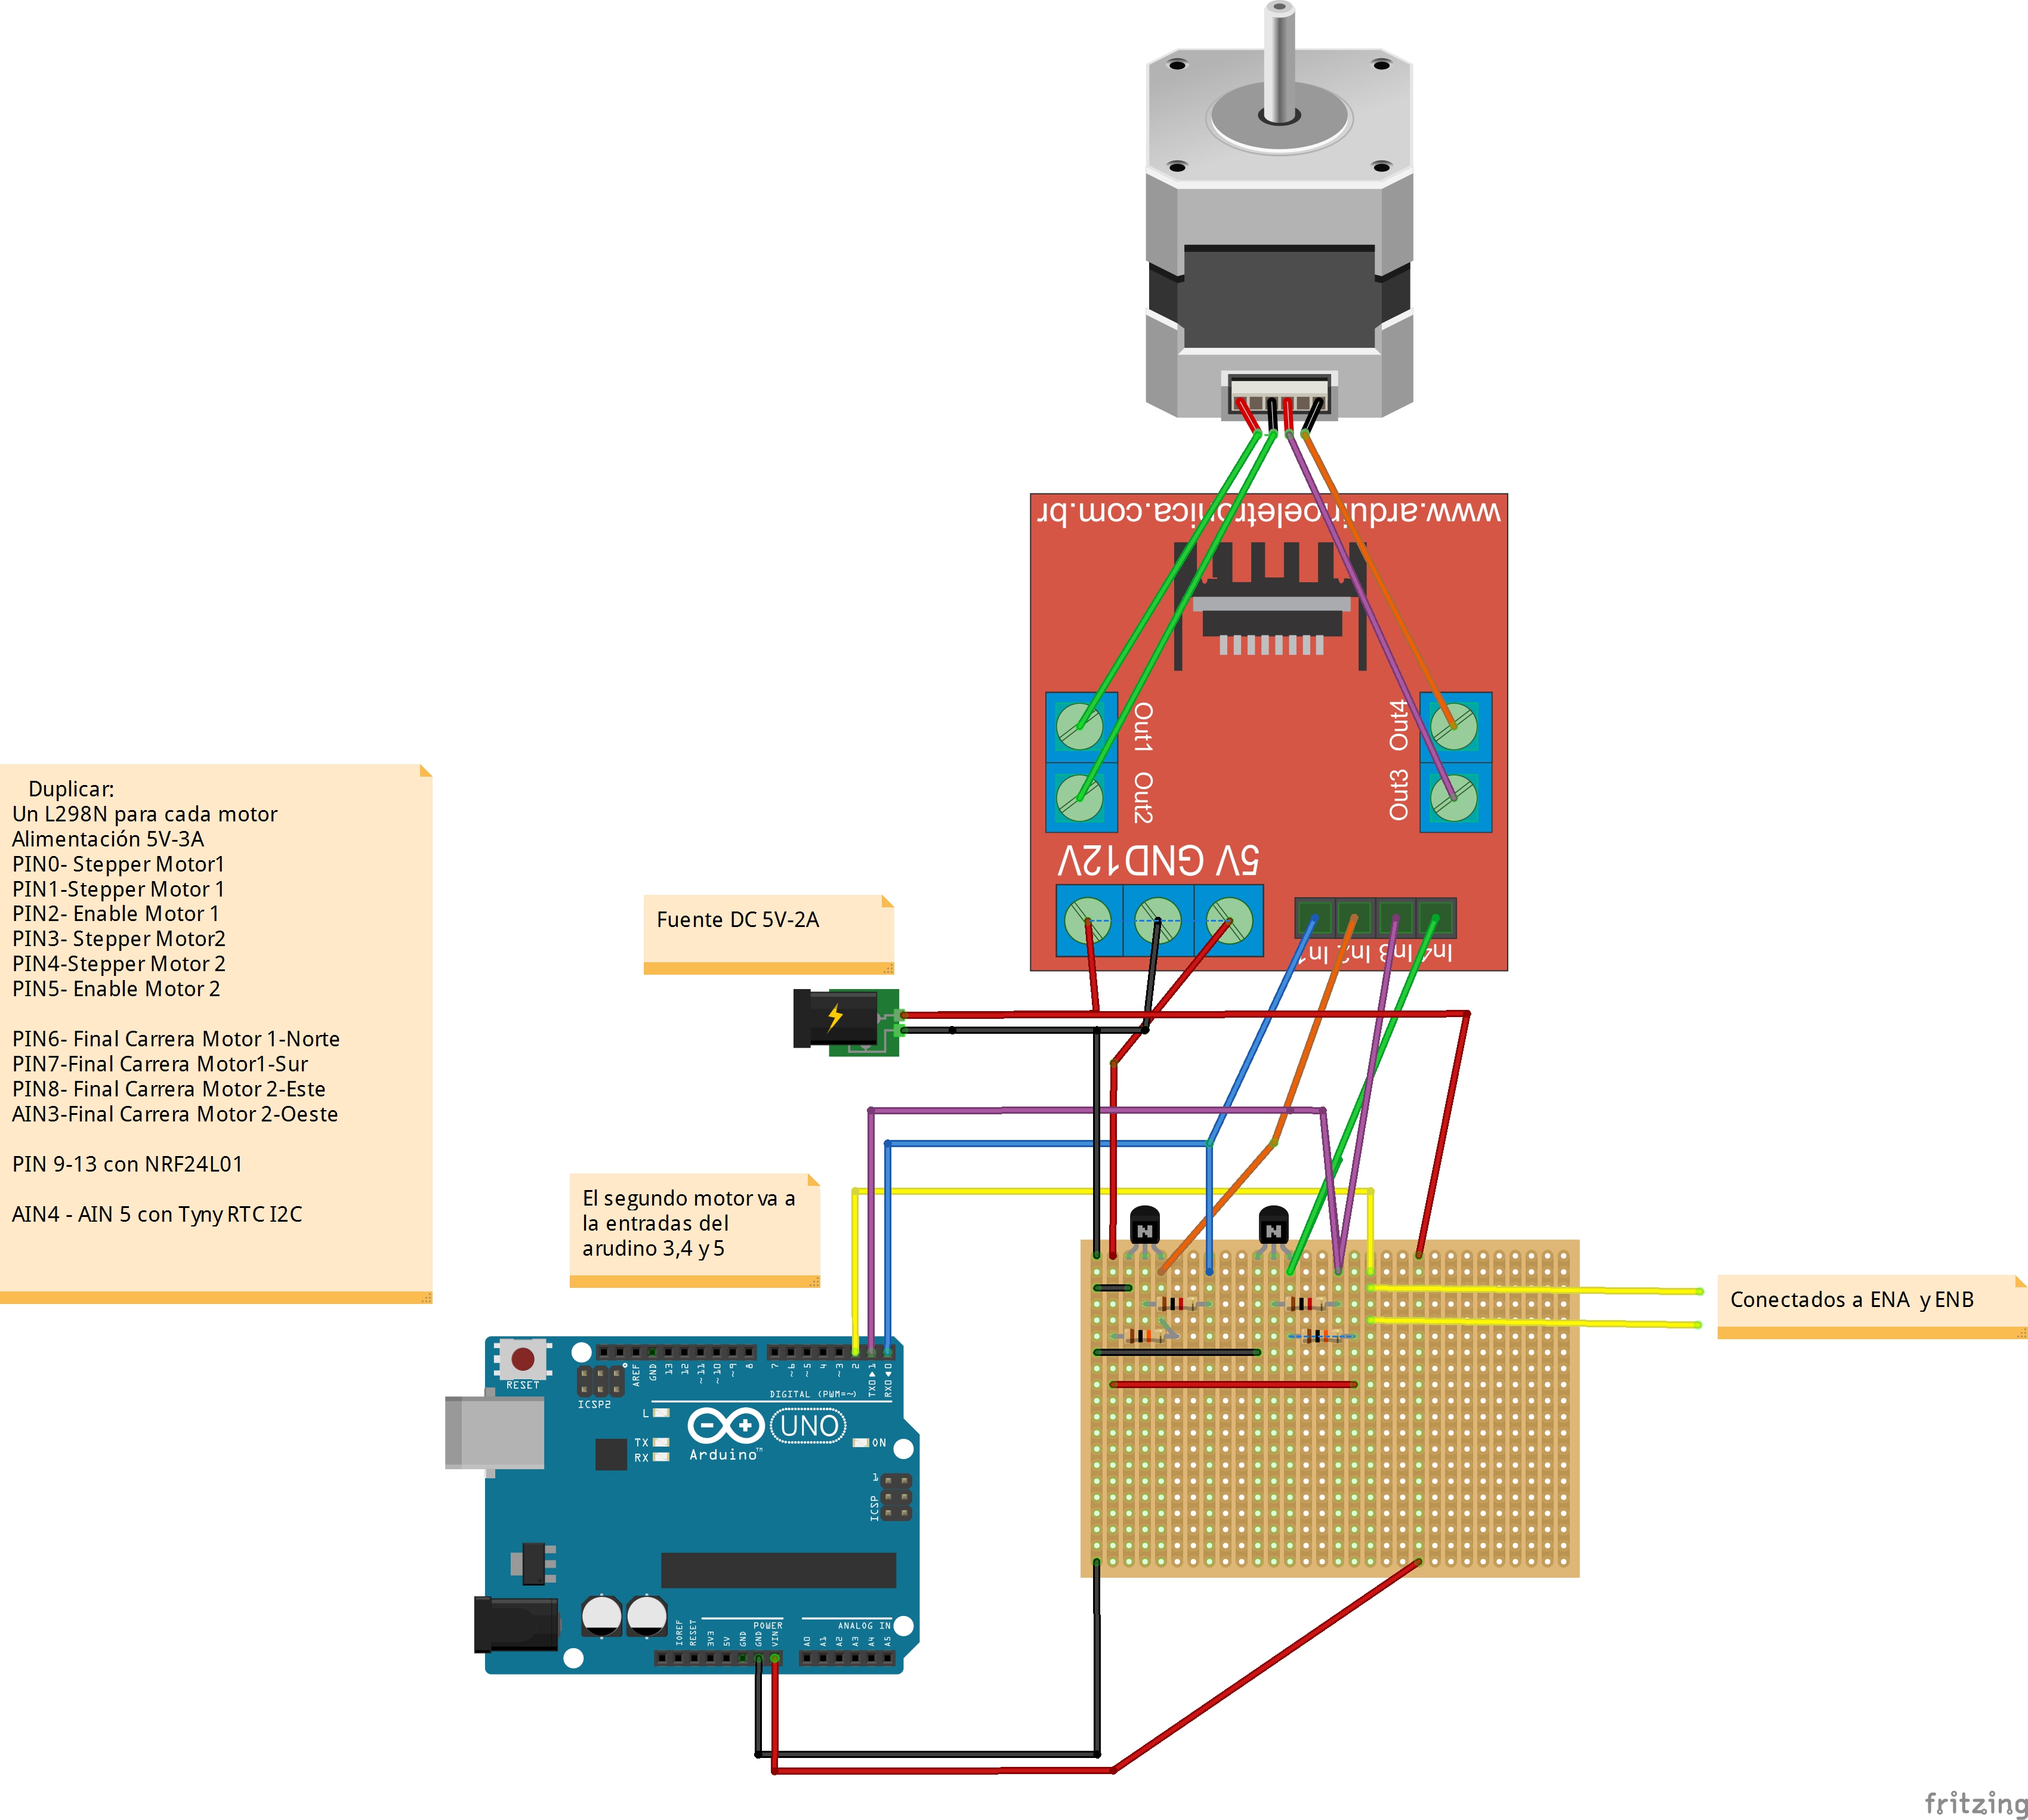 www.arduinoeletronica.com.br
Out1
Out2
Out4
Out3
12V
GND
5V
In1
In2
In3
In4
Duplicar:
Un L298N para cada motor
Alimentación 5V-3A
PIN0- Stepper Motor1
PIN1-Stepper Motor 1
PIN2- Enable Motor 1
PIN3- Stepper Motor2
PIN4-Stepper Motor 2
PIN5- Enable Motor 2
PIN6- Final Carrera Motor 1-Norte
PIN7-Final Carrera Motor1-Sur
PIN8- Final Carrera Motor 2-Este
AIN3-Final Carrera Motor 2-Oeste
PIN 9-13 con NRF24L01
AIN4 - AIN 5 con Tyny RTC I2C
Fuente DC 5V-2A
El segundo motor va a
la entradas del
arudino 3,4 y 5
N
N
Conectados a ENA y ENB
RESET
ICSP2
AREF
GND
13
12
~11
~10
~9
8
7
~6
~5
4
~3
2
TX0 ▶ 1
RX0 ◀ 0
DIGITAL (PWM=~)
L
TX
RX
UNO
Arduino™
ON
1
ICSP
IOREF
RESET
3V3
5V
GND
GND
VIN
POWER
ANALOG IN
A0
A1
A2
A3
A4
A5
fritzing